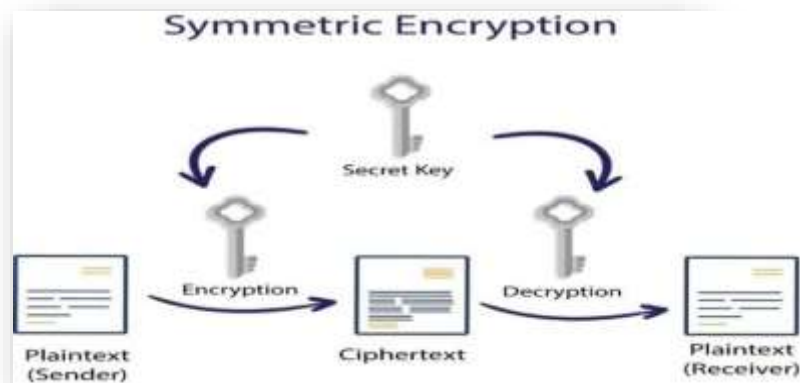 Symmetric Encryption
Secret Key
Encryption
Decryption
Plaintext
(Sender)
Ciphertext
Plaintext
(Receiver)